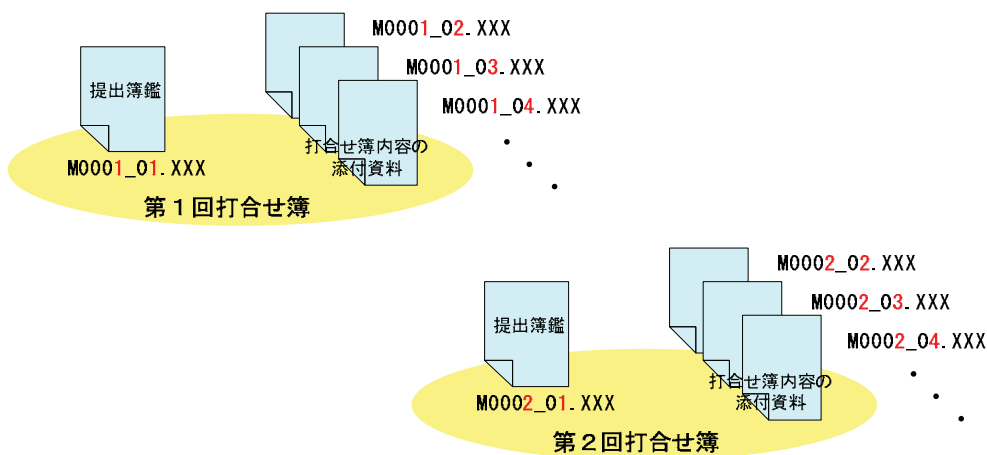 M0001_02.XXX
M0001_03.XXX
M0001_04.XXX
提出簿鑑
打合せ簿内容の
添付資料
M0001_01.XXX
第１回打合せ簿
M0002_02.XXX
M0002_03.XXX
M0002_04.XXX
提出簿鑑
打合せ簿内容の
添付資料
M0002_01.XXX
第２回打合せ簿